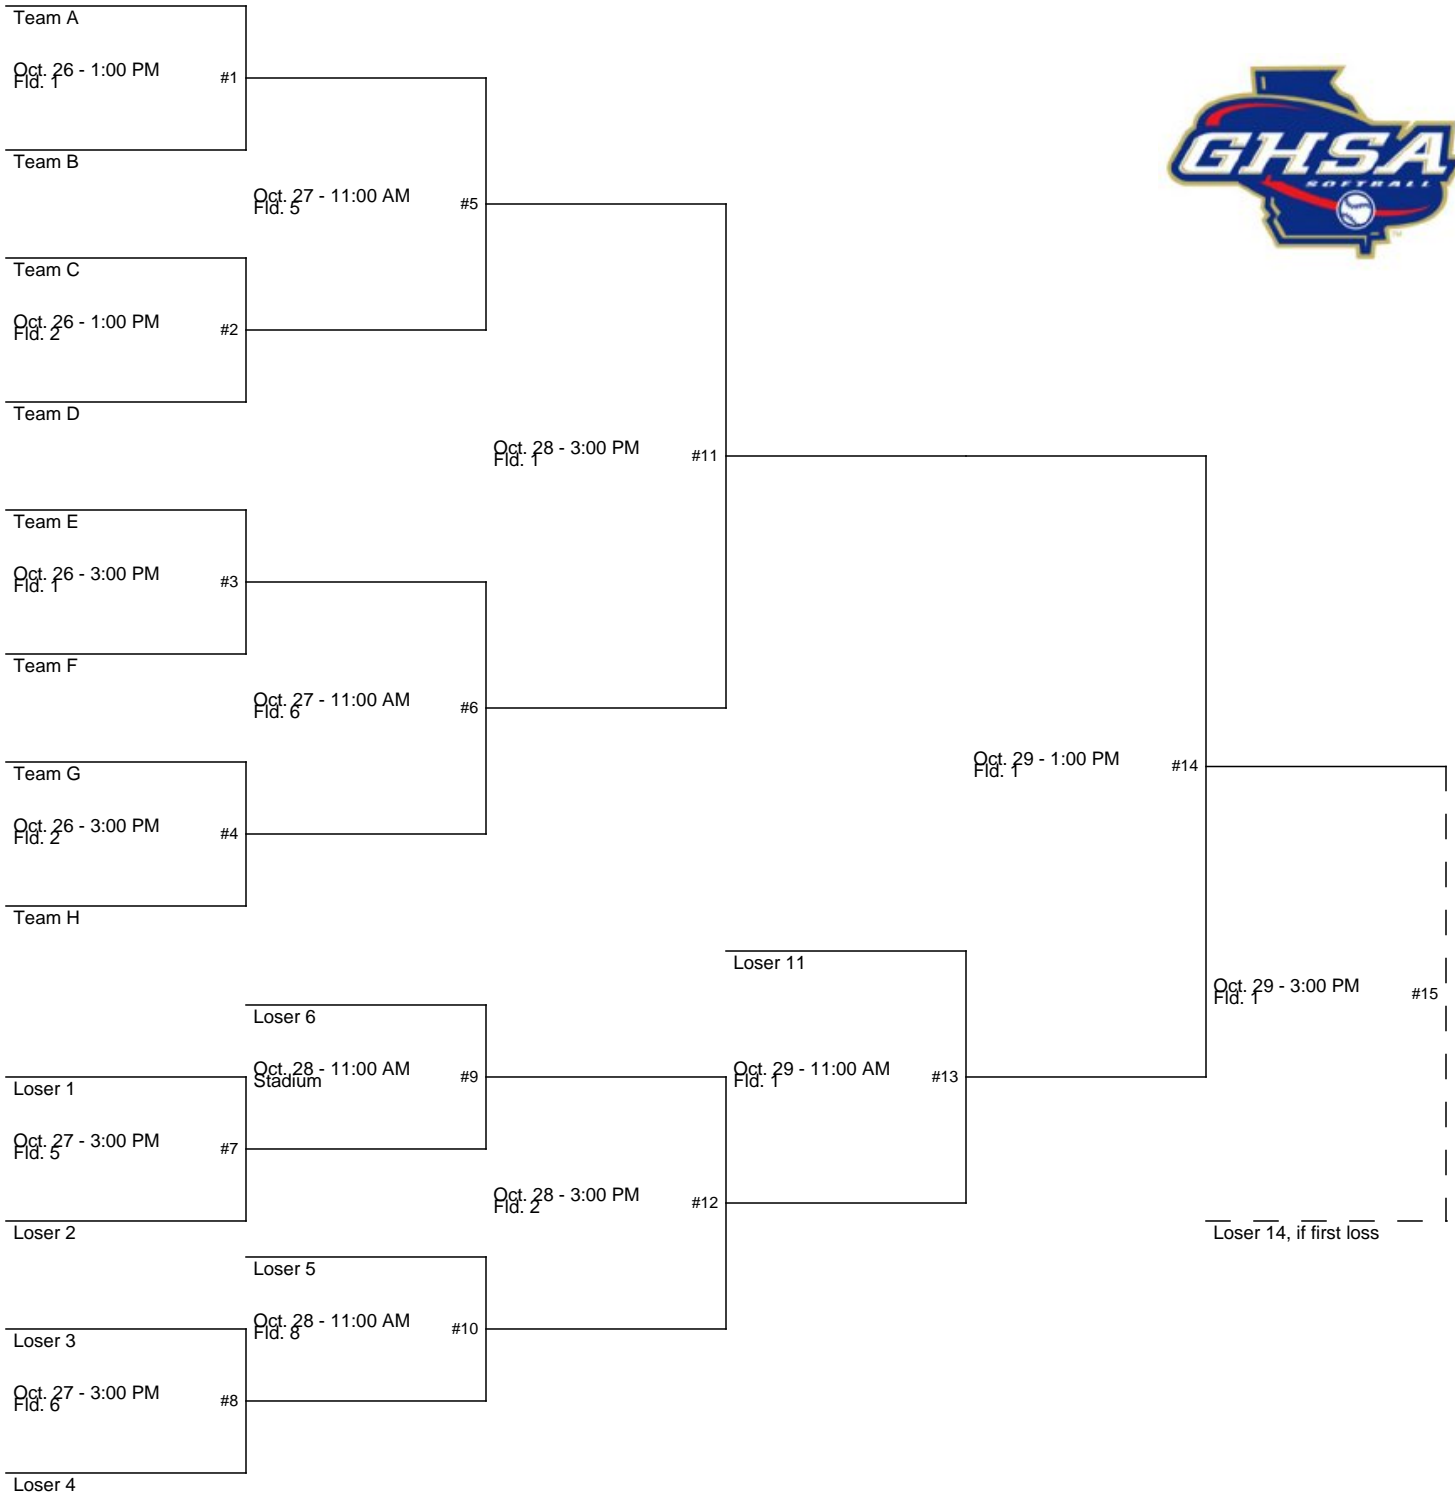 Team A
Oct. 26 - 1:00 PM
Fld. 1
#1
Team B
Oct. 27 - 11:00 AM
Fld. 5
#5
Team C
Oct. 26 - 1:00 PM
Fld. 2
#2
Team D
Oct. 28 - 3:00 PM
Fld. 1
#11
Team E
Oct. 26 - 3:00 PM
Fld. 1
#3
Team F
Oct. 27 - 11:00 AM
Fld. 6
#6
Team G
Oct. 26 - 3:00 PM
Fld. 2
#4
Team H
Oct. 29 - 1:00 PM
Fld. 1
#14
Loser 11
Oct. 29 - 3:00 PM
Fld. 1
#15
Loser 6
Oct. 28 - 11:00 AM
Stadium
#9
Oct. 29 - 11:00 AM
Fld. 1
#13
Loser 1
Oct. 27 - 3:00 PM
Fld. 5
#7
Loser 2
Oct. 28 - 3:00 PM
Fld. 2
#12
Loser 14, if first loss
Loser 5
Oct. 28 - 11:00 AM
Fld. 8
#10
Loser 3
Oct. 27 - 3:00 PM
Fld. 6
#8
Loser 4
GHSA
SOFTBALL
TM